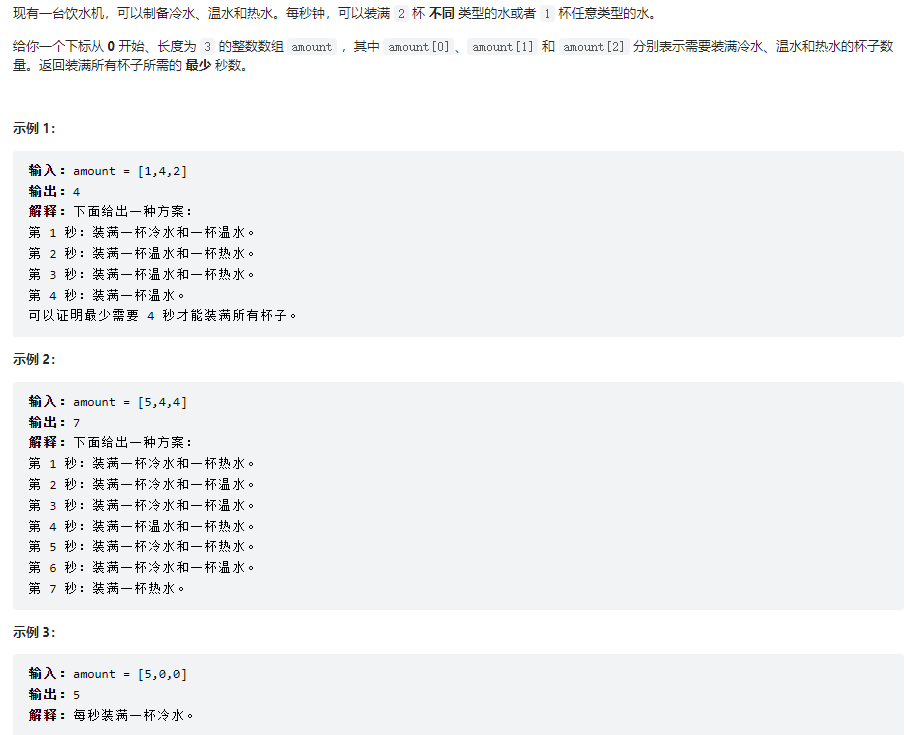 现有一台饮水机，可以制备冷水、温水和热水。每秒钟，可以装满 2 杯 不同 类型的水或者 1 杯任意类型的水。
给你一个下标从 0 开始、长度为 3 的整数数组 amount ，其中 amount[0]、 amount[1] 和 amount[2] 分别表示需要装满冷水、温水和热水的杯子数
量。返回装满所有杯子所需的 最少 秒数。
示例 1：
输入：amount = [1,4,2]
输出：4
解释：下面给出一种方案：
第 1 秒：装满一杯冷水和一杯温水。
第 2 秒：装满一杯温水和一杯热水。
第 3 秒：装满一杯温水和一杯热水。
第 4 秒：装满一杯温水。
可以证明最少需要 4 秒才能装满所有杯子。
示例 2：
输入：amount = [5,4,4]
输出：7
解释：下面给出一种方案：
第 1 秒：装满一杯冷水和一杯热水。
第 2 秒：装满一杯冷水和一杯温水。
第 3 秒：装满一杯冷水和一杯温水。
第 4 秒：装满一杯温水和一杯热水。
第 5 秒：装满一杯冷水和一杯热水。
第 6 秒：装满一杯冷水和一杯温水。
第 7 秒：装满一杯热水。
示例 3：
输入：amount = [5,0,0]
输出：5
解释：每秒装满一杯冷水。